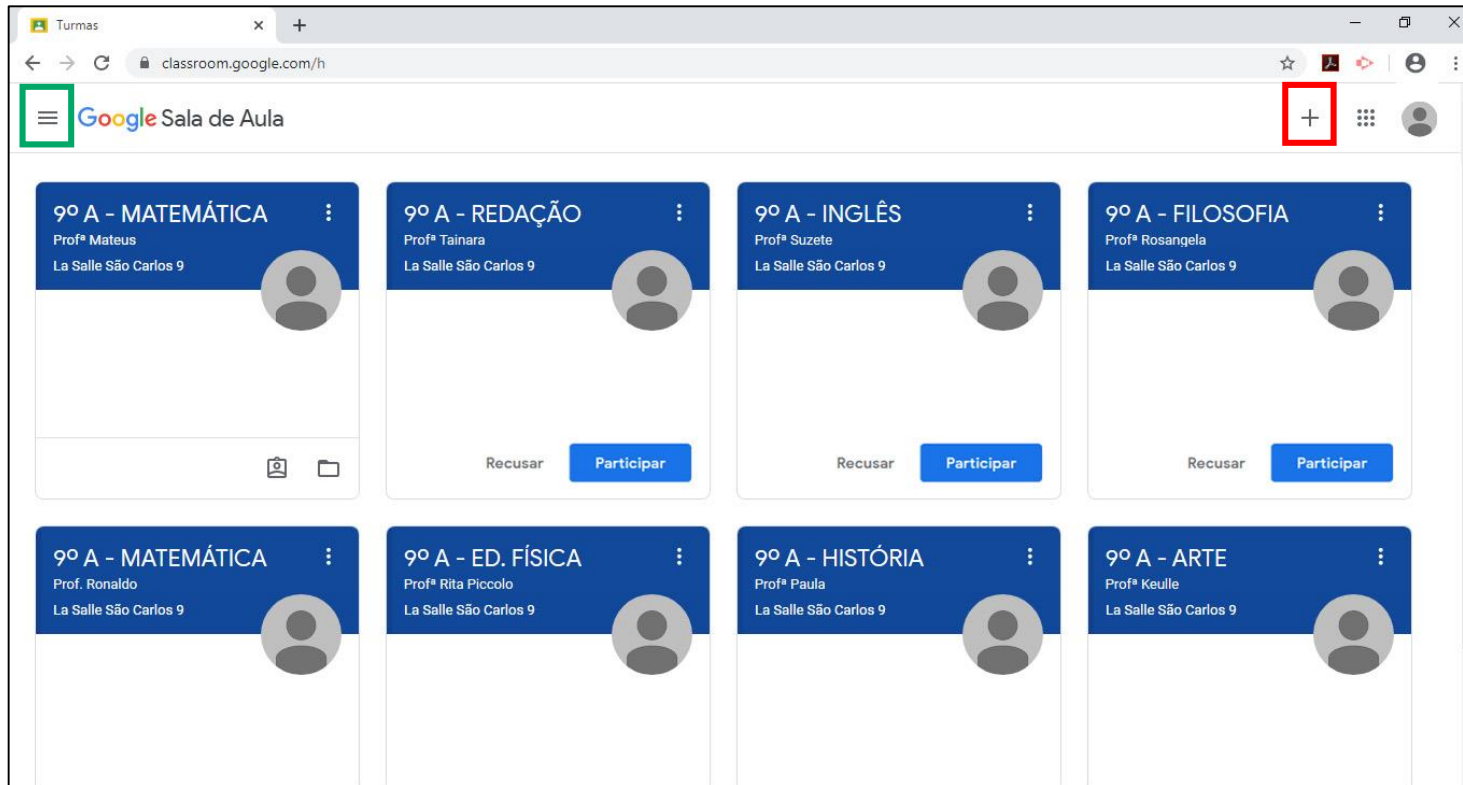 Turmas
classroom.google.com/h
Google Sala de Aula
9º A - MATEMÁTICA
Profª Mateus
La Salle São Carlos 9
9º A - REDAÇÃO
Profª Tainara
La Salle São Carlos 9
Recusar Participar
9º A - INGLÊS
Profª Suzete
La Salle São Carlos 9
Recusar Participar
9º A - FILOSOFIA
Profª Rosangela
La Salle São Carlos 9
Recusar Participar
9º A - MATEMÁTICA
Prof. Ronaldo
La Salle São Carlos 9
9º A - ED. FÍSICA
Profª Rita Piccolo
La Salle São Carlos 9
9º A - HISTÓRIA
Profª Paula
La Salle São Carlos 9
9º A - ARTE
Profª Keulle
La Salle São Carlos 9